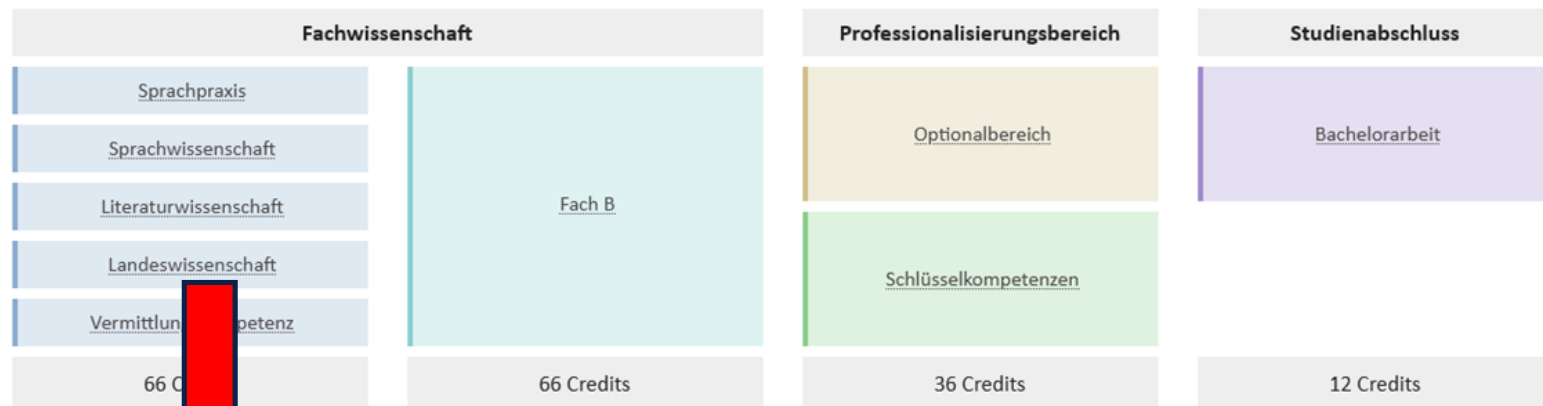 Fachwissenschaft
Professionalisierungsbereich
Studienabschluss
Sprachpraxis
Sprachwissenschaft
Literaturwissenschaft
Landeswissenschaft
Fach B
Optionalbereich
Schlüsselkompetenzen
Bachelorarbeit
66
66 Credits
36 Credits
12 Credits